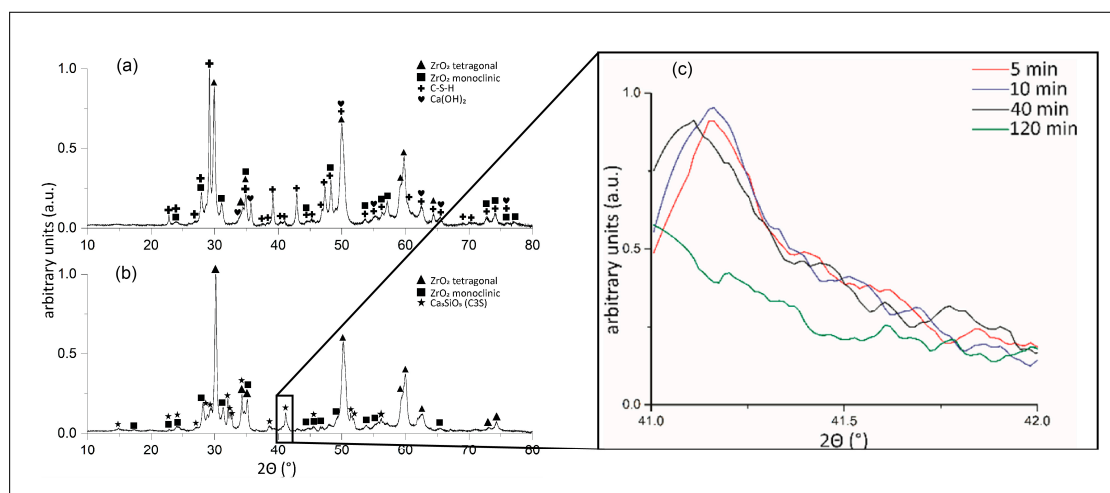 (a)
▲ ZrO₂ tetragonal
■ ZrO₂ monoclinic
✚ C-S-H
♥ Ca(OH)₂
1.0
0.5
0.0
10 20 30 40 50 60 70 80
(b)
▲ ZrO₂ tetragonal
■ ZrO₂ monoclinic
★ Ca₃SiO₅ (C3S)
1.0
0.5
0.0
10 20 30 40 50 60 70 80
2Θ (°)
arbitrary units (a.u.)
(c)
5 min
10 min
40 min
120 min
1.0
0.5
0.0
41.0 41.5 42.0
2Θ (°)
arbitrary units (a.u.)